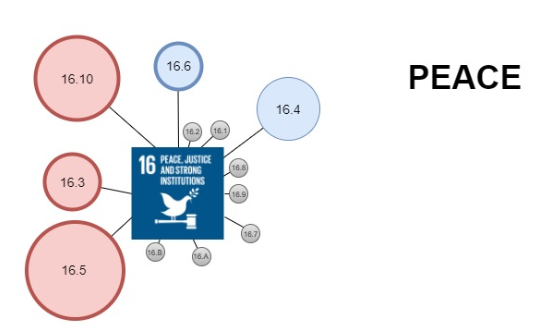 16.10
16.6
PEACE
16.4
16.2
16.1
16 PEACE, JUSTICE
AND STRONG
INSTITUTIONS
16.8
16.3
16.9
16.7
16.5
16.B
16.A